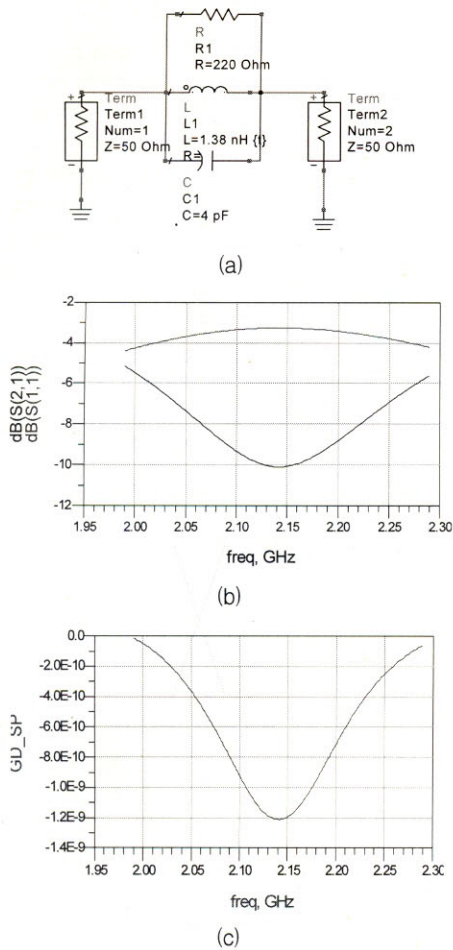 R
R1
R=220 Ohm
Term
Term1
Num=1
Z=50 Ohm
L
L1
L=1.38 nH {t}
R=
C
C1
C=4 pF
Term
Term2
Num=2
Z=50 Ohm
(a)
dB(S(2,1))
dB(S(1,1))
-2
-4
-6
-8
-10
-12
1.95 2.00 2.05 2.10 2.15 2.20 2.25 2.30
freq, GHz
(b)
GD_SP
0.0
-2.0E-10
-4.0E-10
-6.0E-10
-8.0E-10
-1.0E-9
-1.2E-9
-1.4E-9
1.95 2.00 2.05 2.10 2.15 2.20 2.25 2.30
freq, GHz
(c)